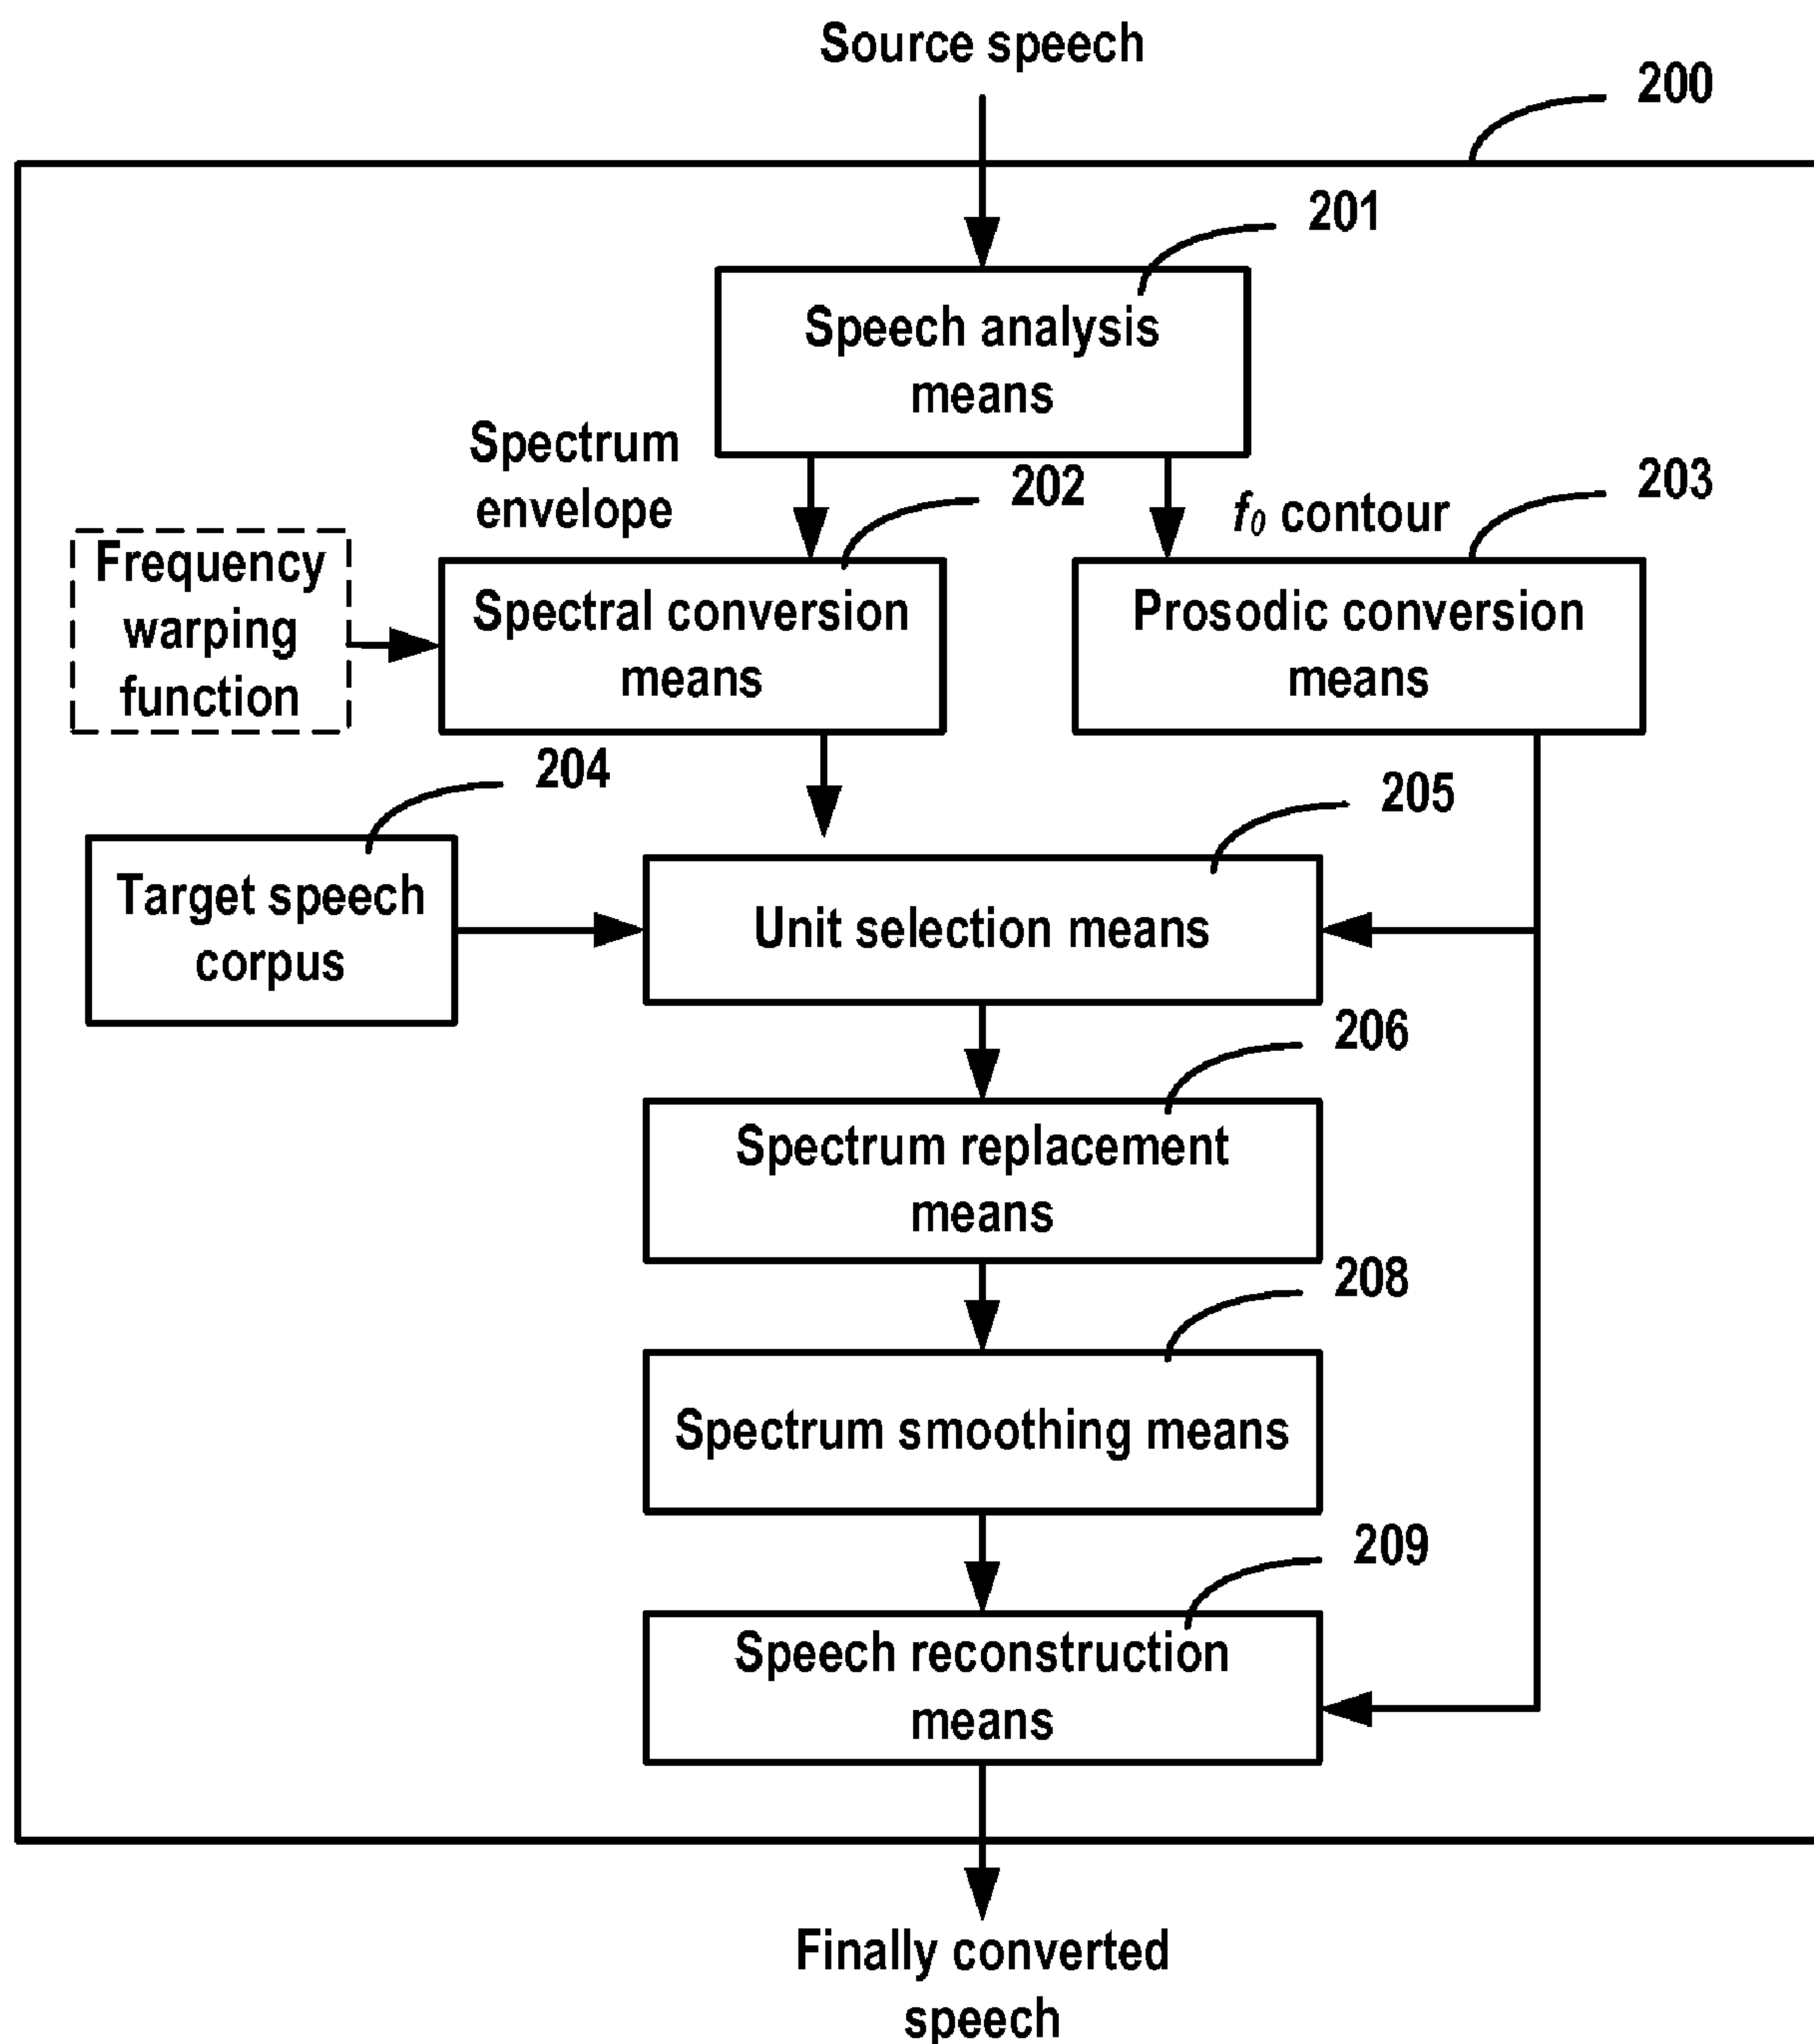 Source speech
200
201
Speech analysis
means
Spectrum
envelope
202
f0 contour
203
Frequency
warping
function
Spectral conversion
means
Prosodic conversion
means
204
205
Target speech
corpus
Unit selection means
206
Spectrum replacement
means
208
Spectrum smoothing means
209
Speech reconstruction
means
Finally converted
speech